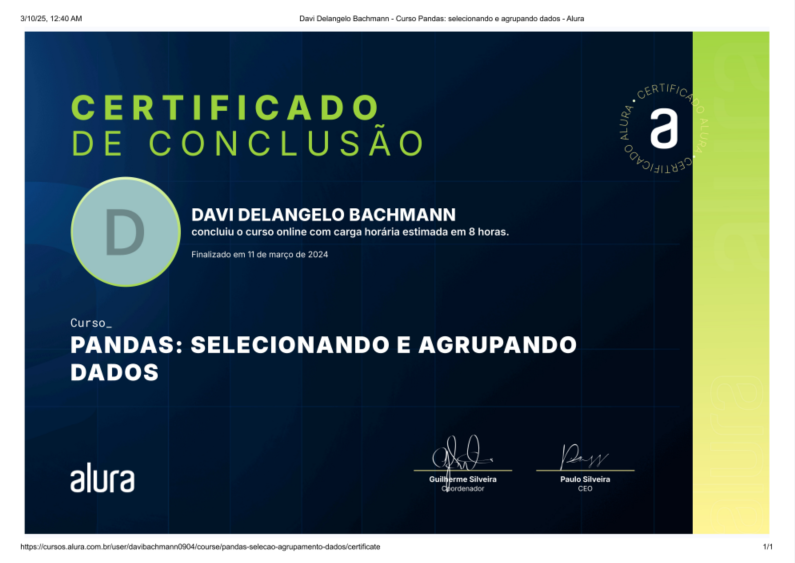 3/10/25, 12:40 AM
Davi Delangelo Bachmann - Curso Pandas: selecionando e agrupando dados - Alura
CERTIFICADO
DE CONCLUSÃO
CERTIFICADO ALURA • CERTIFICADO ALURA •
a
D
DAVI DELANGELO BACHMANN
concluiu o curso online com carga horária estimada em 8 horas.
Finalizado em 11 de março de 2024
Curso_
PANDAS: SELECIONANDO E AGRUPANDO
DADOS
alura
Guilherme Silveira
Coordenador
Paulo Silveira
CEO
https://cursos.alura.com.br/user/davibachmann0904/course/pandas-selecao-agrupamento-dados/certificate
1/1